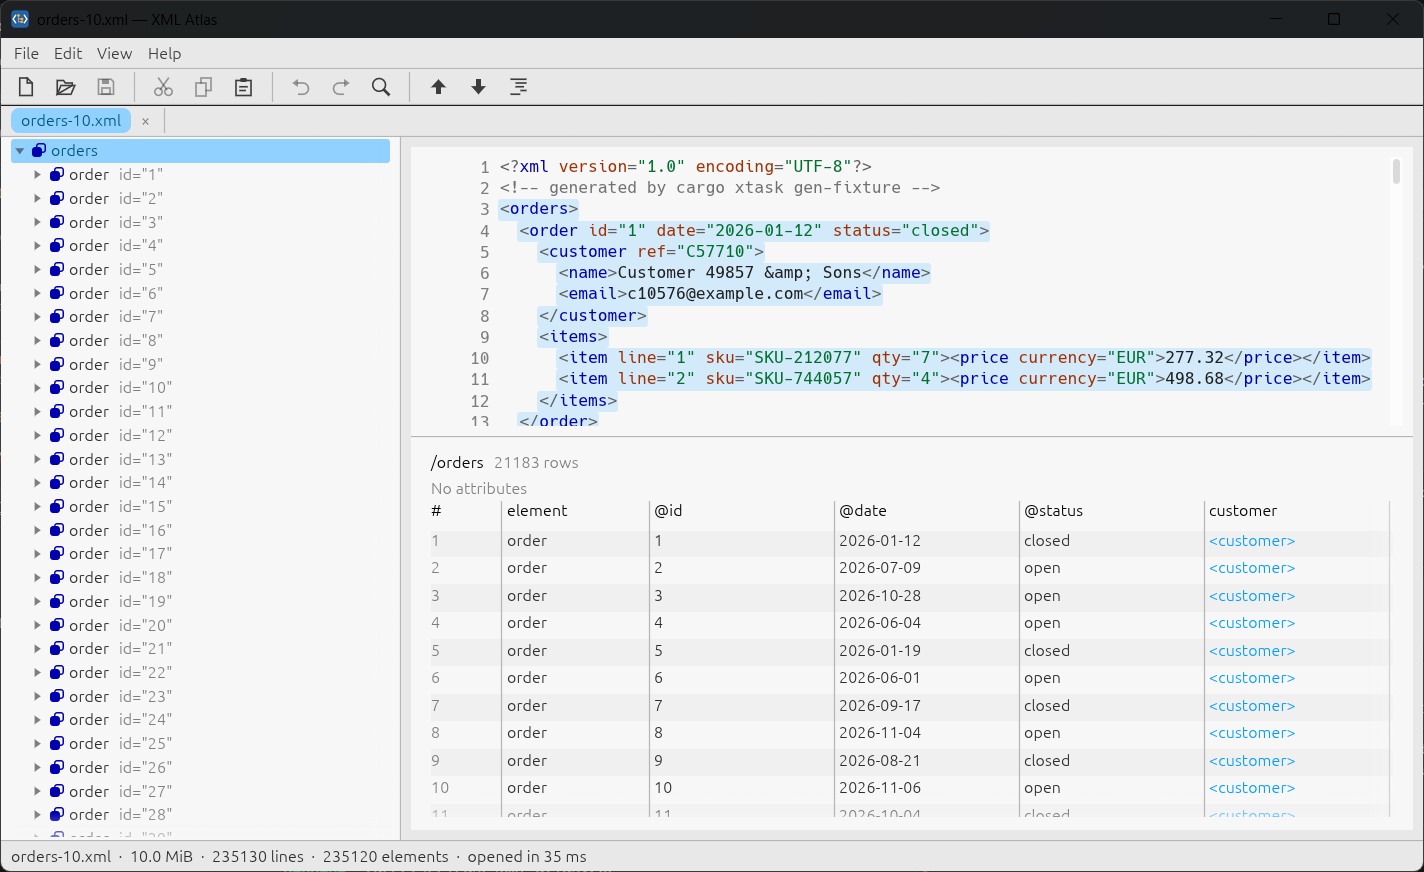 orders-10.xml — XML Atlas
File Edit View Help
orders-10.xml ×
orders
order id="1"
order id="2"
order id="3"
order id="4"
order id="5"
order id="6"
order id="7"
order id="8"
order id="9"
order id="10"
order id="11"
order id="12"
order id="13"
order id="14"
order id="15"
order id="16"
order id="17"
order id="18"
order id="19"
order id="20"
order id="21"
order id="22"
order id="23"
order id="24"
order id="25"
order id="26"
order id="27"
order id="28"
1 <?xml version="1.0" encoding="UTF-8"?>
2 <!-- generated by cargo xtask gen-fixture -->
3 <orders>
4 <order id="1" date="2026-01-12" status="closed">
5 <customer ref="C57710">
6 <name>Customer 49857 &amp; Sons</name>
7 <email>c10576@example.com</email>
8 </customer>
9 <items>
10 <item line="1" sku="SKU-212077" qty="7"><price currency="EUR">277.32</price></item>
11 <item line="2" sku="SKU-744057" qty="4"><price currency="EUR">498.68</price></item>
12 </items>
13 </order>
/orders 21183 rows
No attributes
# element @id @date @status customer
1 order 1 2026-01-12 closed <customer>
2 order 2 2026-07-09 open <customer>
3 order 3 2026-10-28 open <customer>
4 order 4 2026-06-04 open <customer>
5 order 5 2026-01-19 closed <customer>
6 order 6 2026-06-01 open <customer>
7 order 7 2026-09-17 closed <customer>
8 order 8 2026-11-04 open <customer>
9 order 9 2026-08-21 closed <customer>
10 order 10 2026-11-06 open <customer>
11 order 11 2026-10-04 closed <customer>
orders-10.xml · 10.0 MiB · 235130 lines · 235120 elements · opened in 35 ms